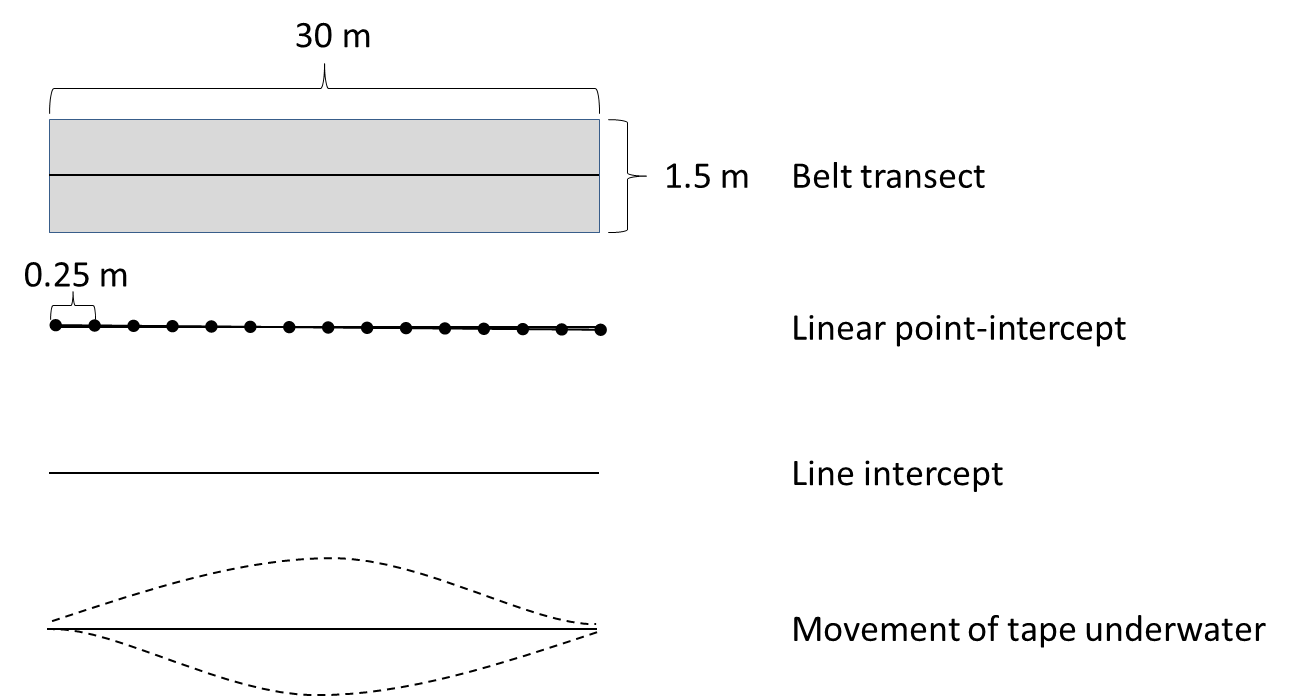 30 m
1.5 m
Belt transect
0.25 m
Linear point-intercept
Line intercept
Movement of tape underwater